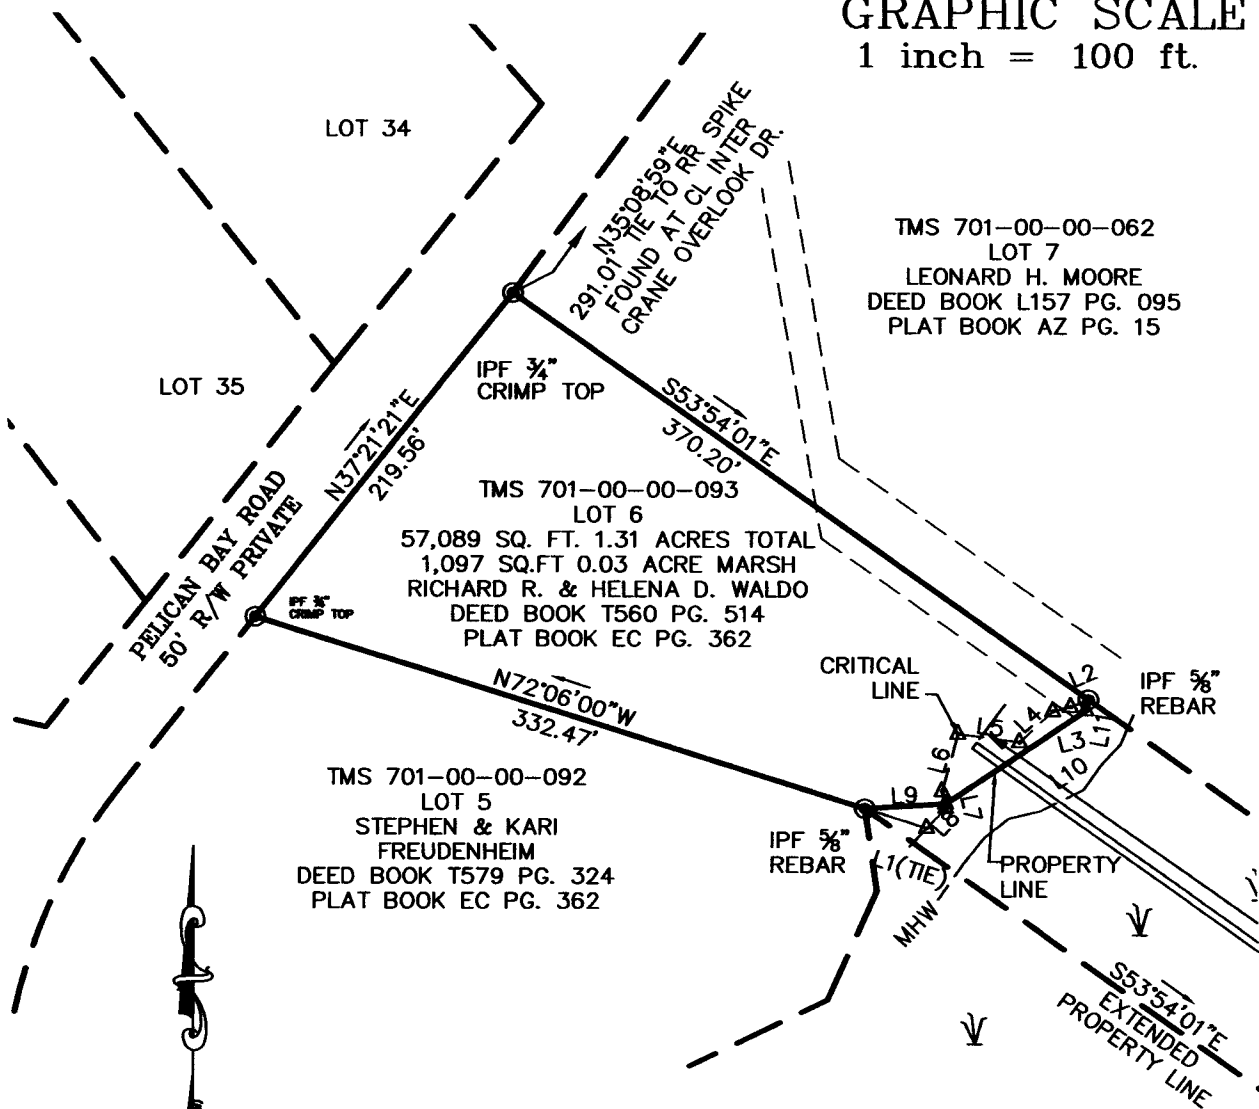 GRAPHIC SCALE
1 inch = 100 ft.
LOT 34
N35°08'59"E
291.01' TIE TO RR SPIKE
FOUND AT CL INTER
CRANE OVERLOOK DR.
TMS 701-00-00-062
LOT 7
LEONARD H. MOORE
DEED BOOK L157 PG. 095
PLAT BOOK AZ PG. 15
LOT 35
IPF 3/4"
CRIMP TOP
N37°21'21"E
219.56'
S53°54'01"E
370.20'
PELICAN BAY ROAD
50' R/W PRIVATE
TMS 701-00-00-093
LOT 6
57,089 SQ. FT. 1.31 ACRES TOTAL
1,097 SQ.FT 0.03 ACRE MARSH
RICHARD R. & HELENA D. WALDO
DEED BOOK T560 PG. 514
PLAT BOOK EC PG. 362
IPF
CRIMP TOP
N72°06'00"W
332.47'
CRITICAL
LINE
L2
IPF 5/8"
REBAR
L5
L4
L3
L1
L6
L10
L7
L9
L8
TMS 701-00-00-092
LOT 5
STEPHEN & KARI
FREUDENHEIM
DEED BOOK T579 PG. 324
PLAT BOOK EC PG. 362
IPF 5/8"
REBAR
L1(TIE)
PROPERTY
LINE
MHW
S53°54'01"E
EXTENDED
PROPERTY LINE